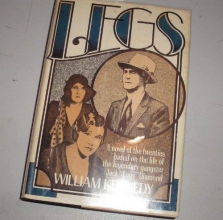 LEGS
A novel of the twenties
based on the life of
the legendary gangster
Jack "Legs" Diamond
WILLIAM KENNEDY